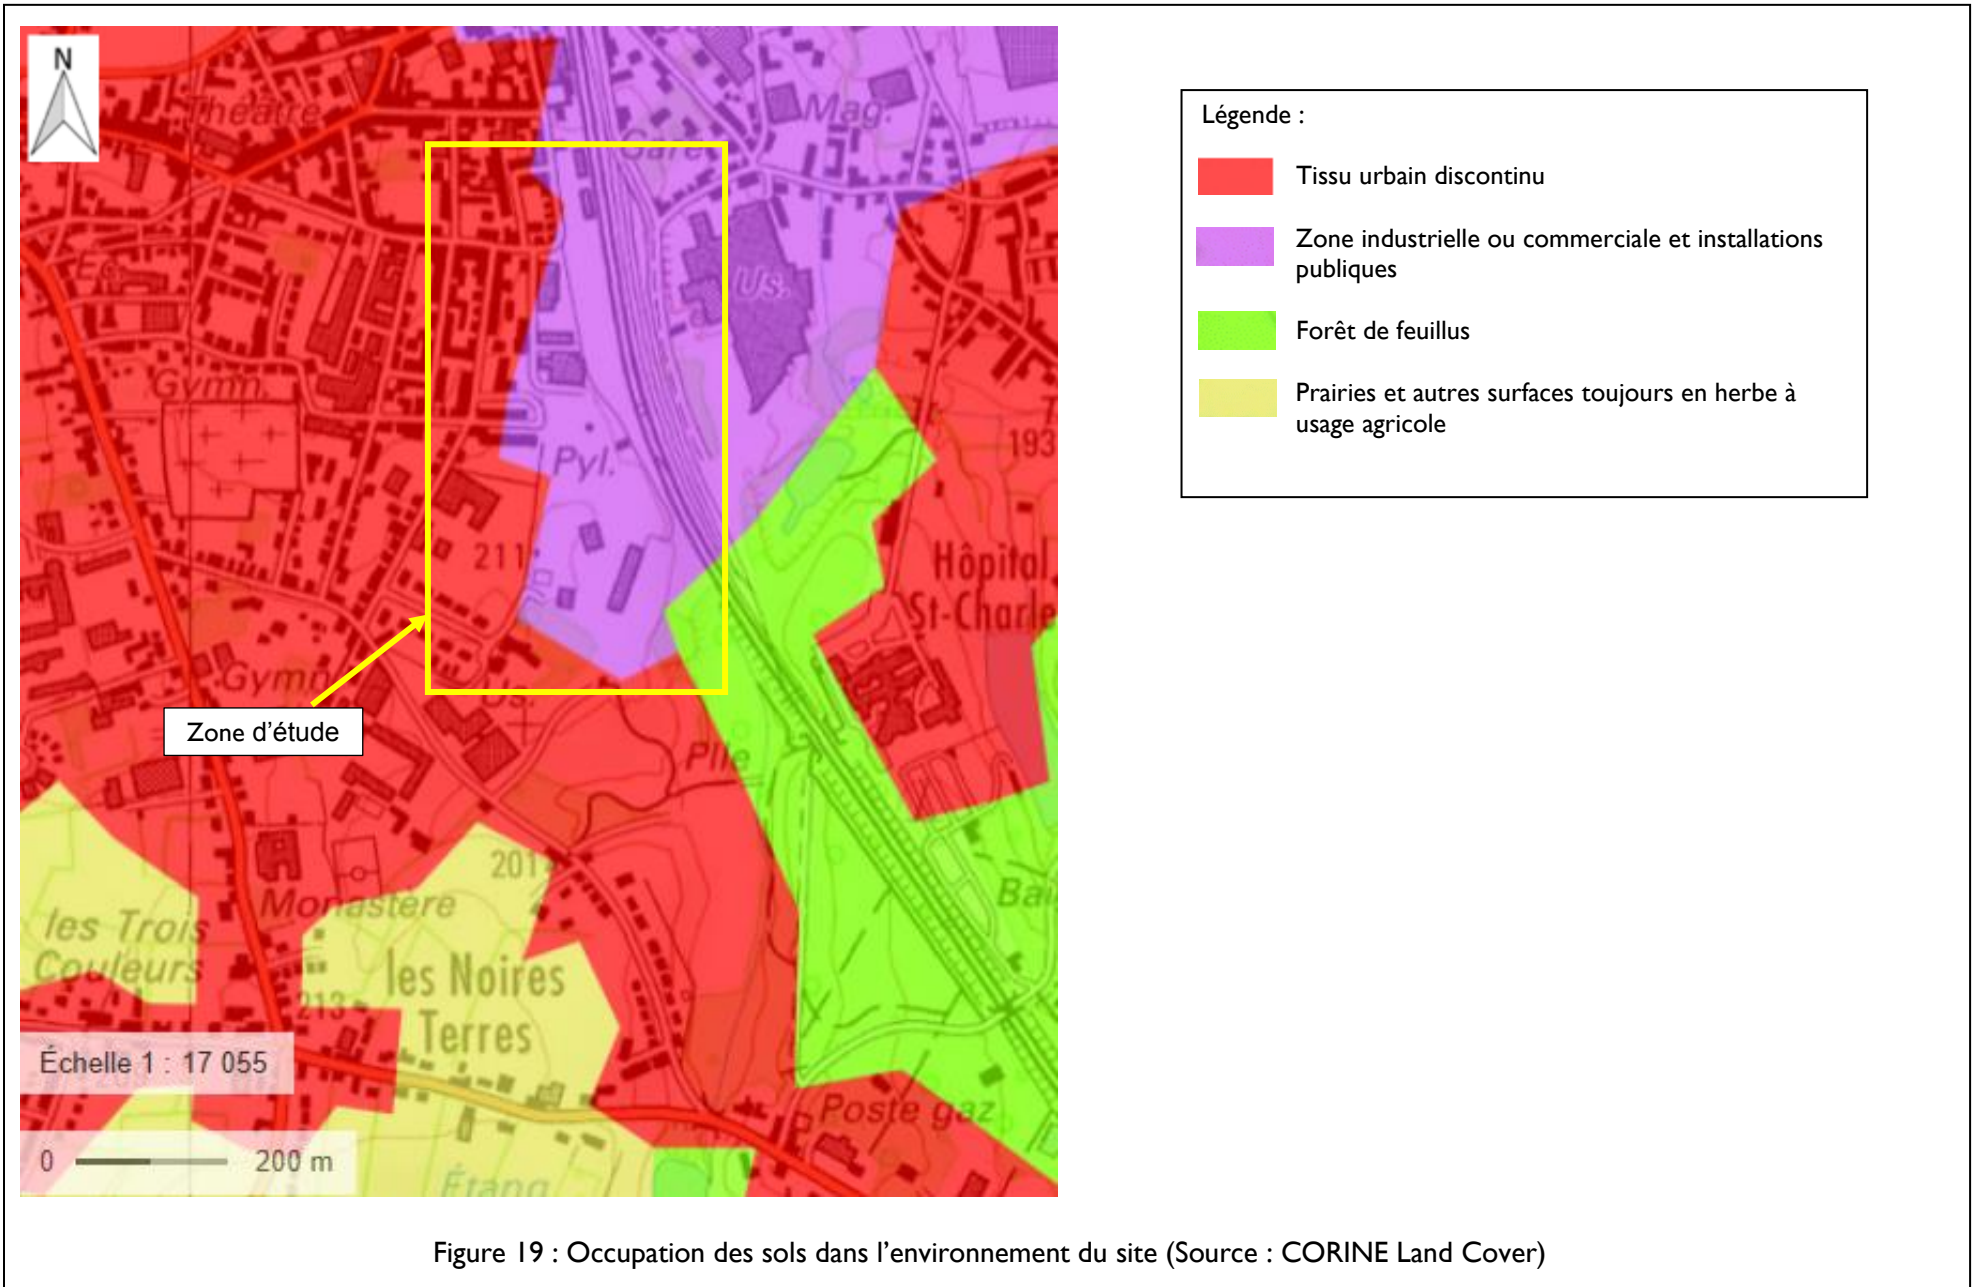 N
Théâtre
Gare
Mag.
Ec.
Us.
Gymn.
Pyl.
193
211
Hôpital
St-Charle
Gymn.
Us.
Zone d'étude
Plle
201
Monastère
Bai
les Trois
Couleurs
les Noires
Terres
213
Échelle 1 : 17 055
Poste gaz
0 200 m
Étang
Légende :
Tissu urbain discontinu
Zone industrielle ou commerciale et installations
publiques
Forêt de feuillus
Prairies et autres surfaces toujours en herbe à
usage agricole
Figure 19 : Occupation des sols dans l'environnement du site (Source : CORINE Land Cover)